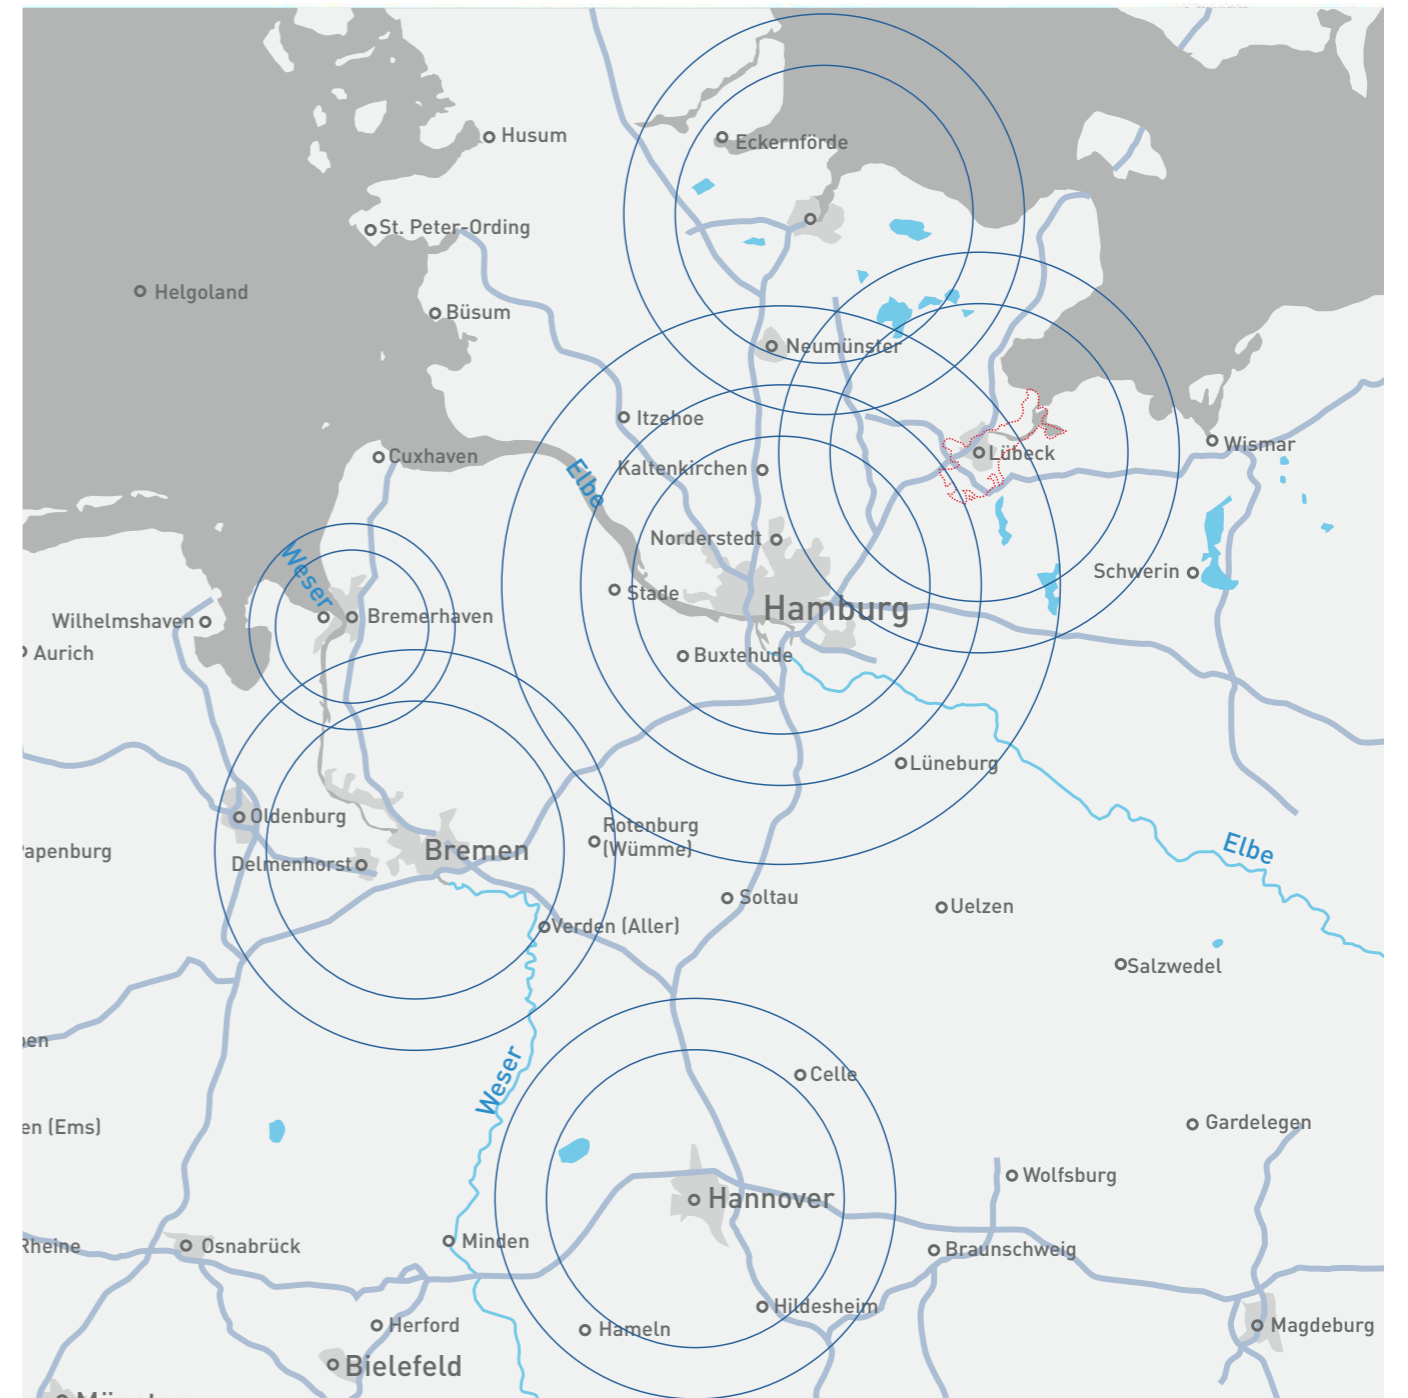 Husum
Eckernförde
St. Peter-Ording
Helgoland
Büsum
Neumünster
Itzehoe
Lübeck
Wismar
Cuxhaven
Kaltenkirchen
Elbe
Norderstedt
Weser
Schwerin
Stade
Hamburg
Wilhelmshaven
Bremerhaven
Aurich
Buxtehude
Lüneburg
Oldenburg
Rotenburg
(Wümme)
Elbe
apenburg
Delmenhorst
Bremen
Soltau
Uelzen
Verden (Aller)
Salzwedel
en
Weser
Celle
en (Ems)
Gardelegen
Wolfsburg
Hannover
Rheine
Osnabrück
Minden
Braunschweig
Hildesheim
Herford
Hameln
Magdeburg
Bielefeld